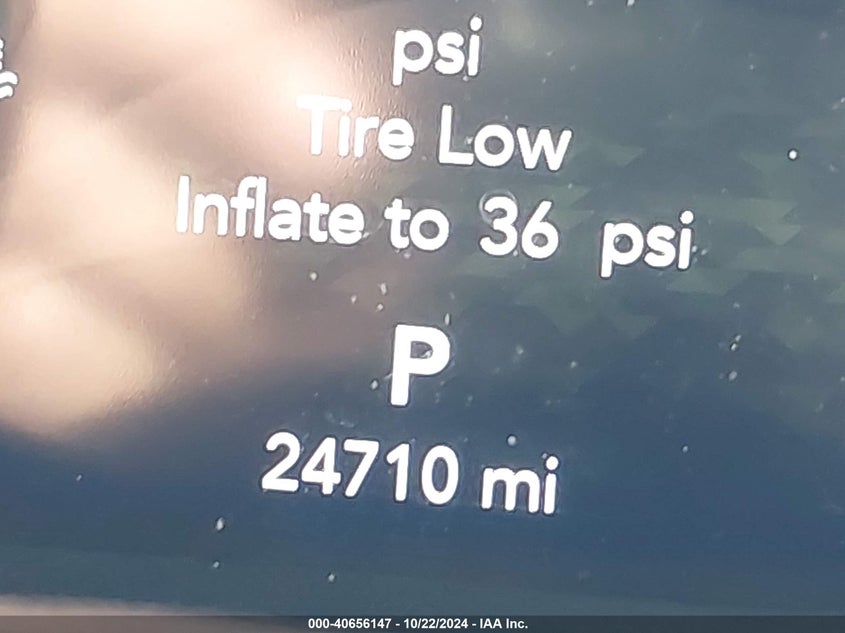 psi
Tire Low
Inflate to 36 psi
P
24710 mi
000-40656147 - 10/22/2024 - IAA Inc.